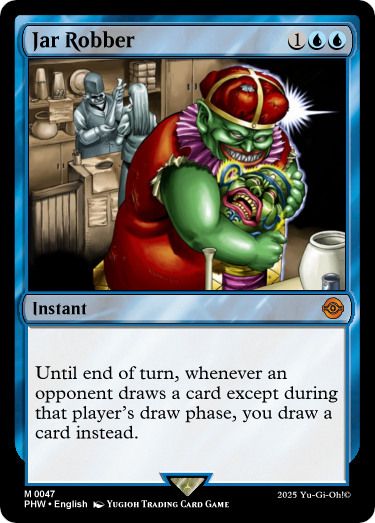 Jar Robber 1
Instant
Until end of turn, whenever an
opponent draws a card except during
that player's draw phase, you draw a
card instead.
M 0047
PHW • English YUGIOH TRADING CARD GAME
2025 Yu-Gi-Oh!©